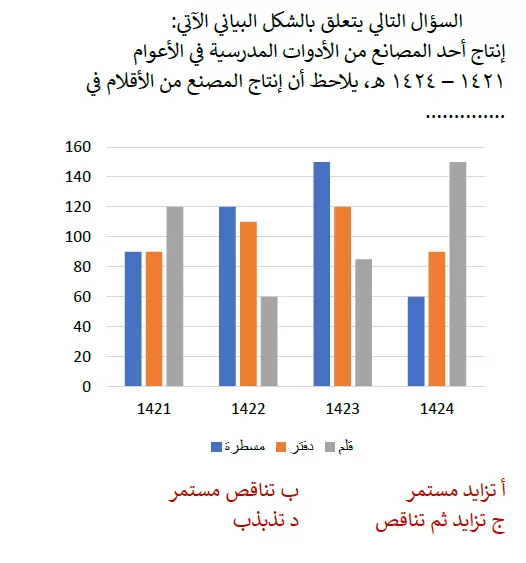 السؤال التالي يتعلق بالشكل البياني الآتي:
إنتاج أحد المصانع من الأدوات المدرسية في الأعوام
١٤٢١ – ١٤٢٤ هـ، يلاحظ أن إنتاج المصنع من الأقلام في
..............
160
140
120
100
80
60
40
20
0
1421 1422 1423 1424
مسطرة دفتر قلم
أ تزايد مستمر ب تناقص مستمر
ج تزايد ثم تناقص د تذبذب